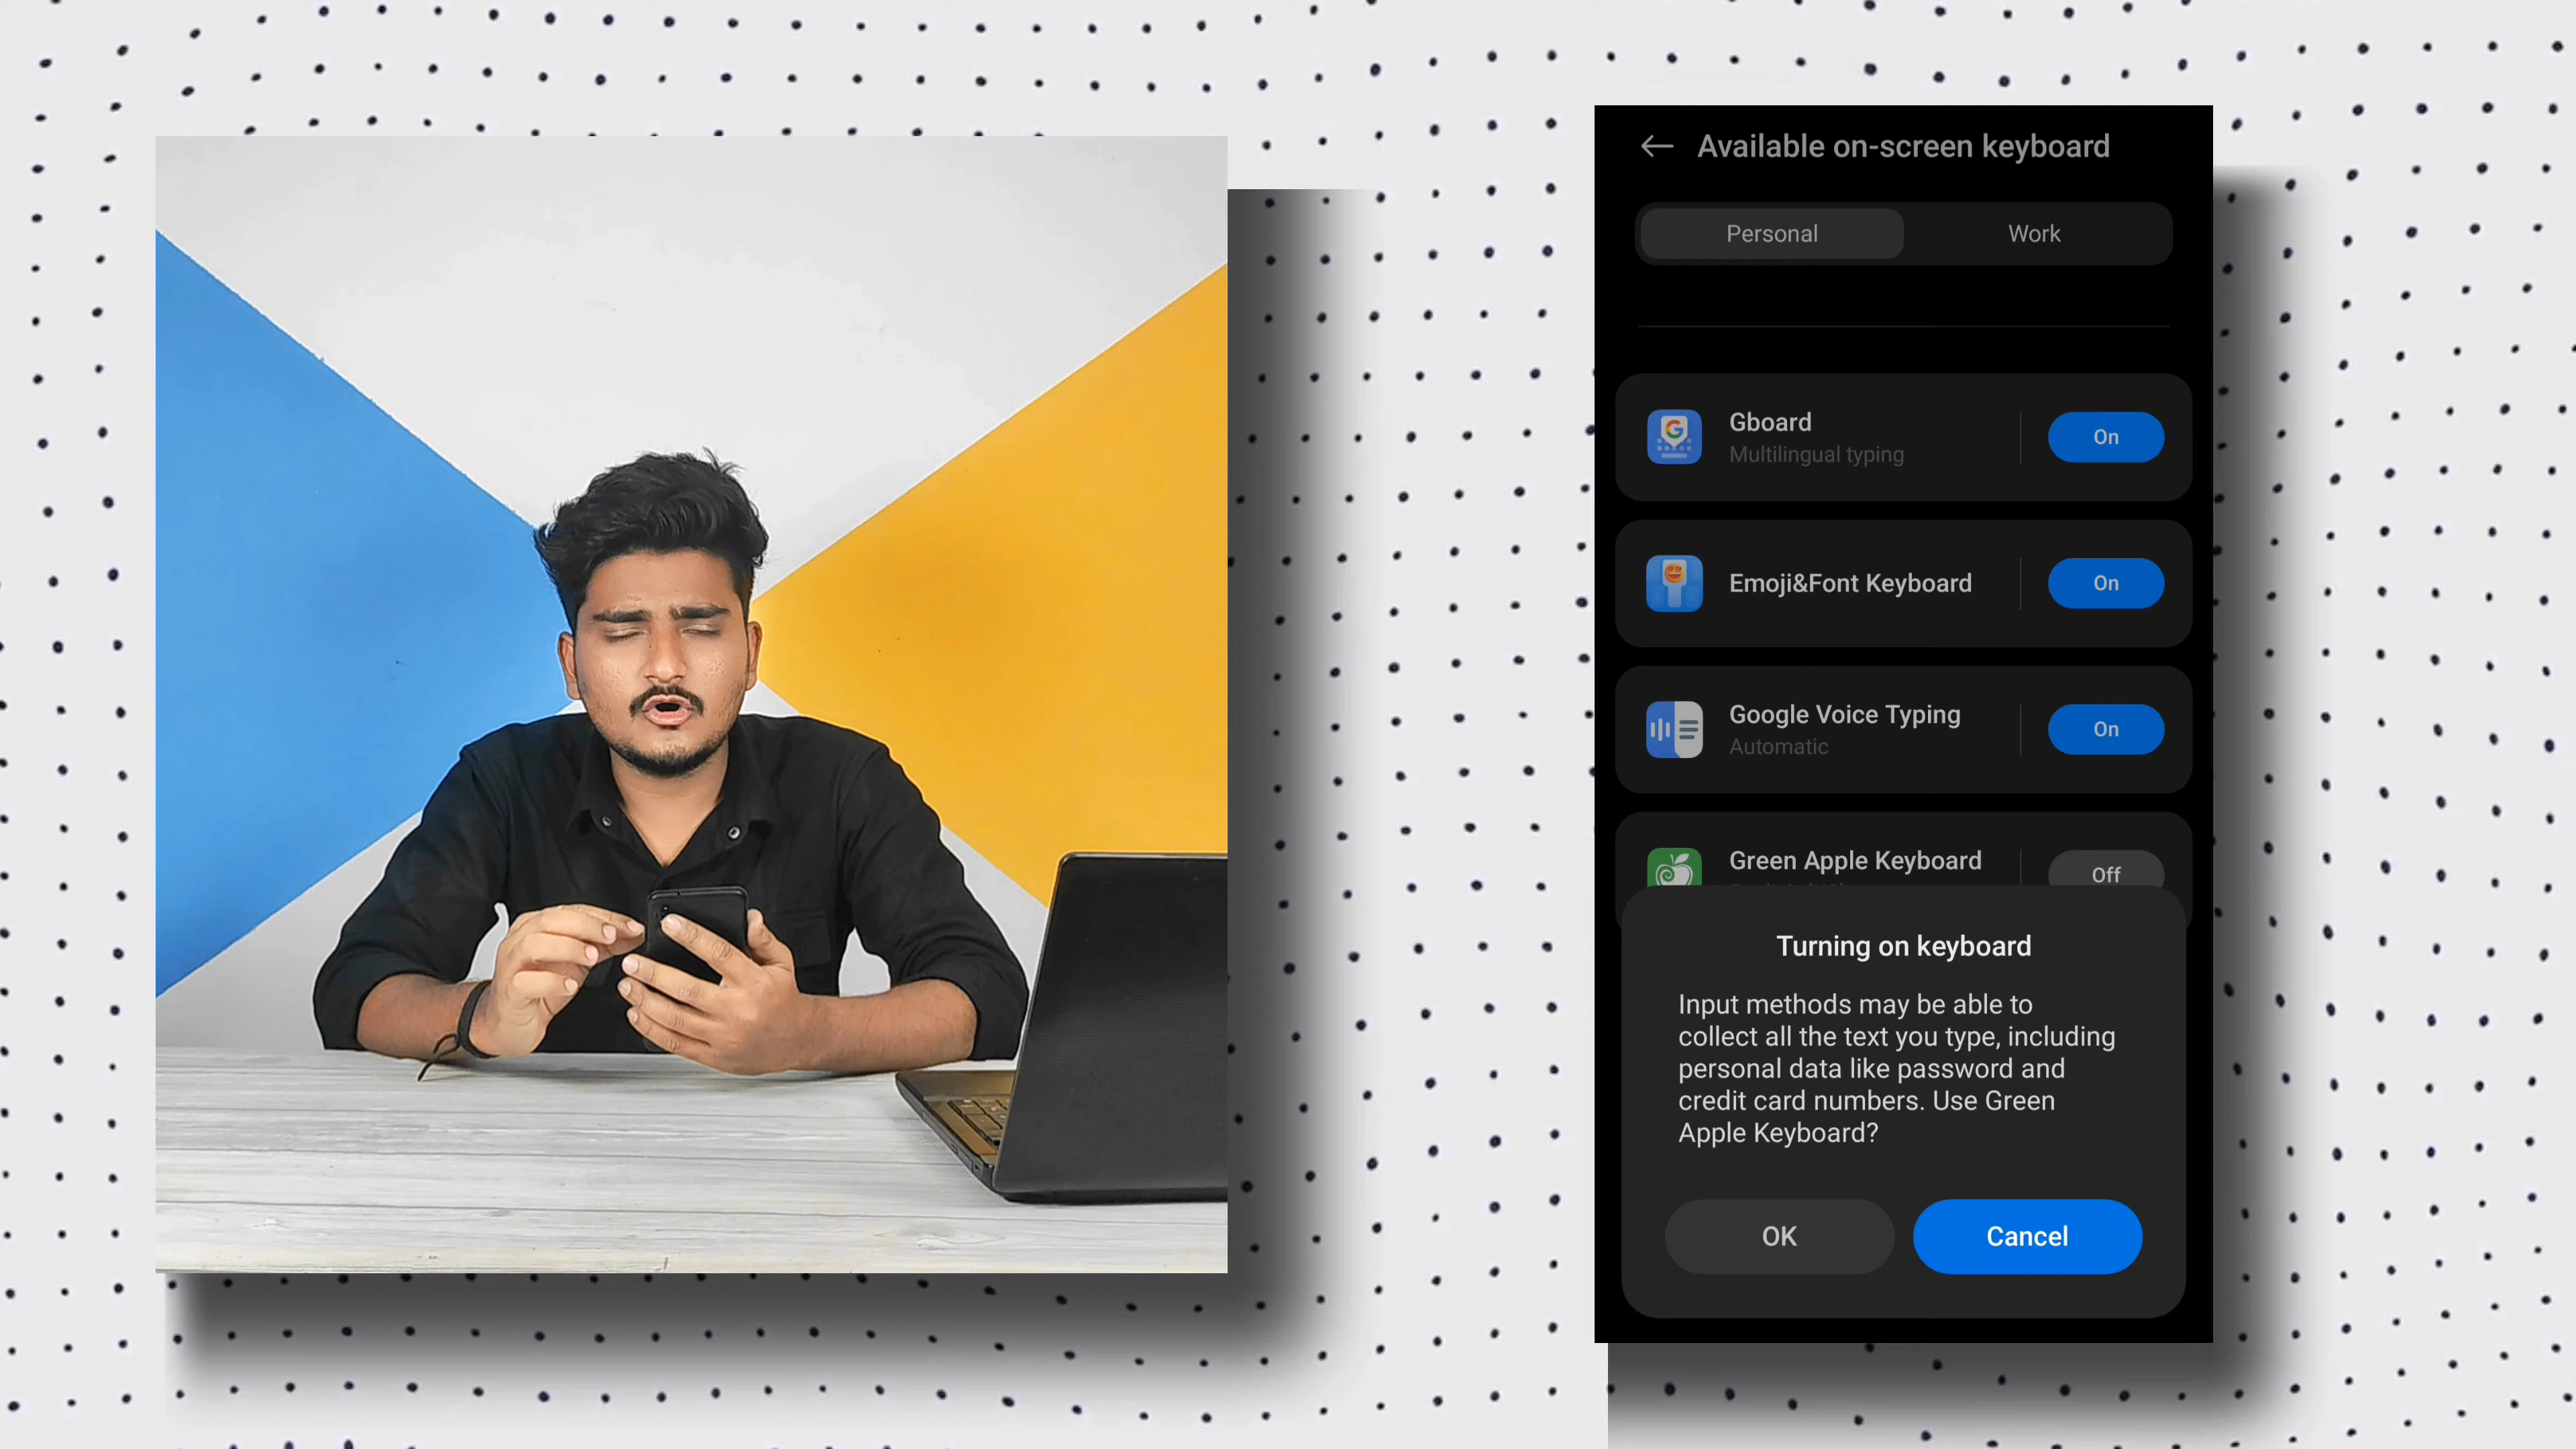 Available on-screen keyboard
Personal
Work
Gboard
Multilingual typing
On
Emoji&Font Keyboard
On
Google Voice Typing
Automatic
On
Green Apple Keyboard
Off
Turning on keyboard
Input methods may be able to
collect all the text you type, including
personal data like password and
credit card numbers. Use Green
Apple Keyboard?
OK
Cancel